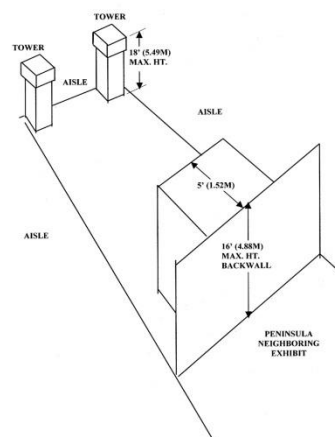 TOWER
TOWER
18' (5.49M)
MAX. HT.
AISLE
AISLE
5' (1.52M)
AISLE
16' (4.88M)
MAX. HT.
BACKWALL
PENINSULA
NEIGHBORING
EXHIBIT